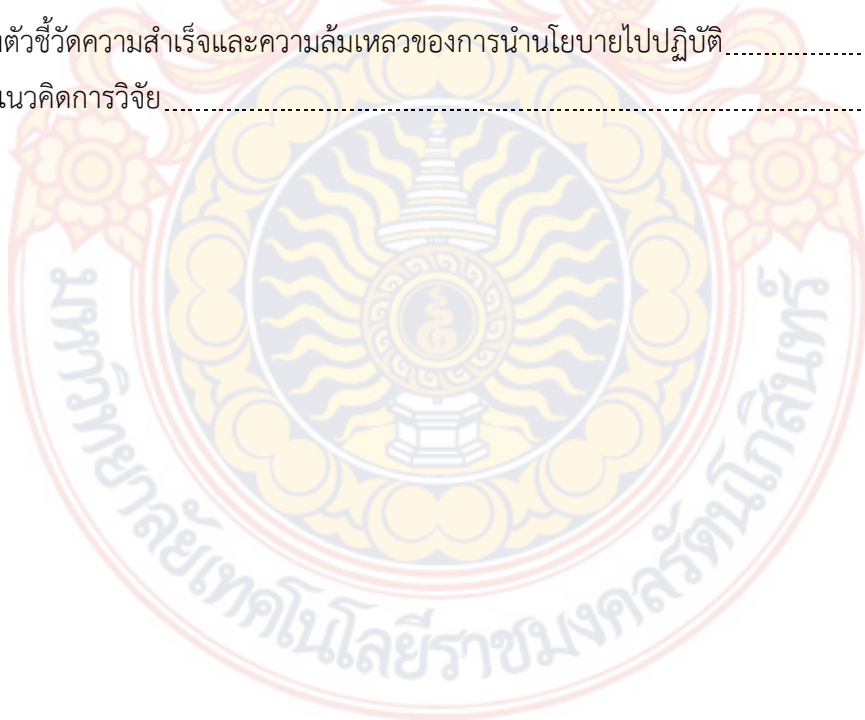 ตัวชี้วัดความสำเร็จและความล้มเหลวของการนำนโยบายไปปฏิบัติ
แนวคิดการวิจัย
มหาวิทยาลัยเทคโนโลยีราชมงคลรัตนโกสินทร์